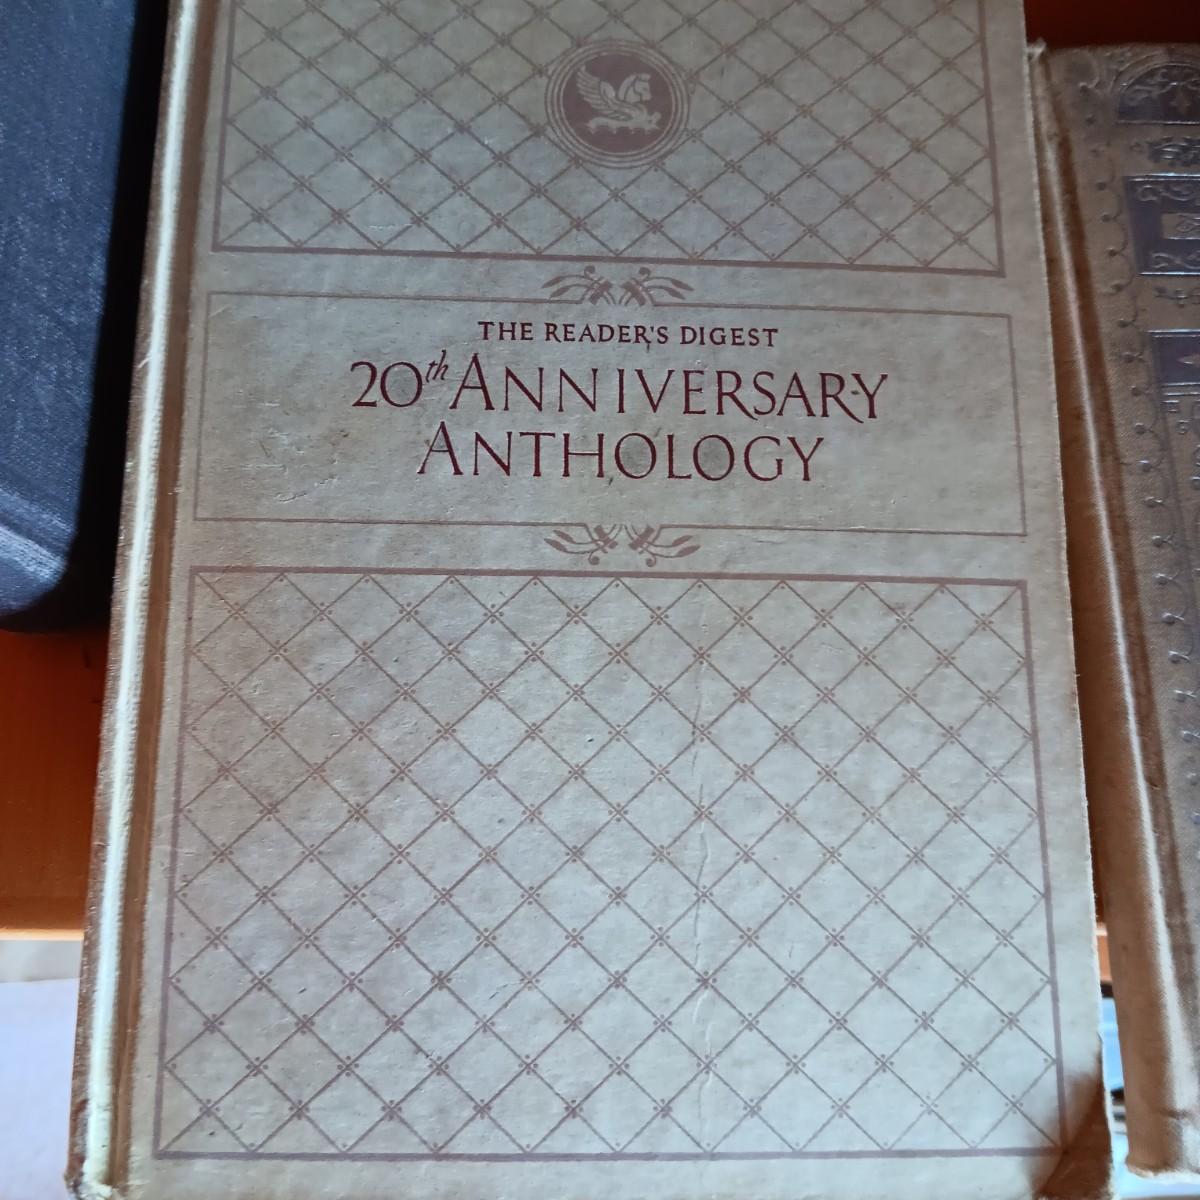 THE READER'S DIGEST
20th ANNIVERSARY
ANTHOLOGY